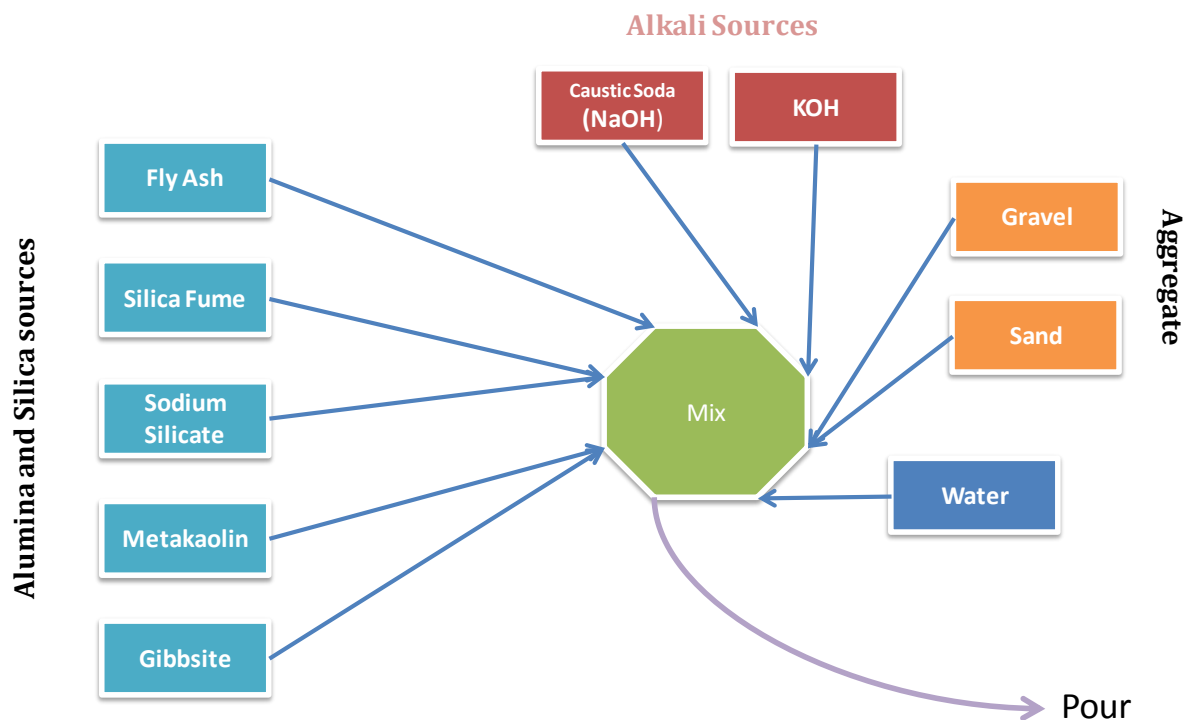 Alkali Sources
Caustic Soda
(NaOH)
KOH
Fly Ash
Silica Fume
Sodium
Silicate
Metakaolin
Gibbsite
Alumina and Silica sources
Mix
Gravel
Sand
Aggregate
Water
Pour